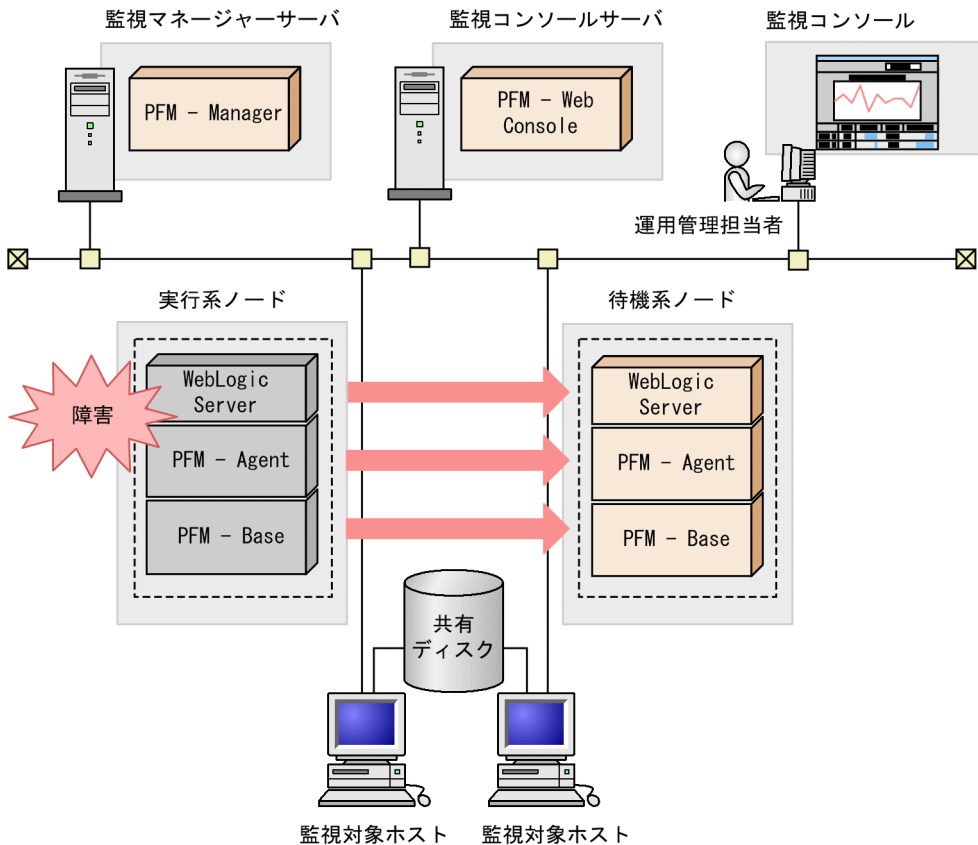 監視マネージャーサーバ
監視コンソールサーバ
監視コンソール
PFM − Manager
PFM − Web
Console
運用管理担当者
実行系ノード
待機系ノード
障害
WebLogic
Server
PFM − Agent
PFM − Base
WebLogic
Server
PFM − Agent
PFM − Base
共有
ディスク
監視対象ホスト
監視対象ホスト